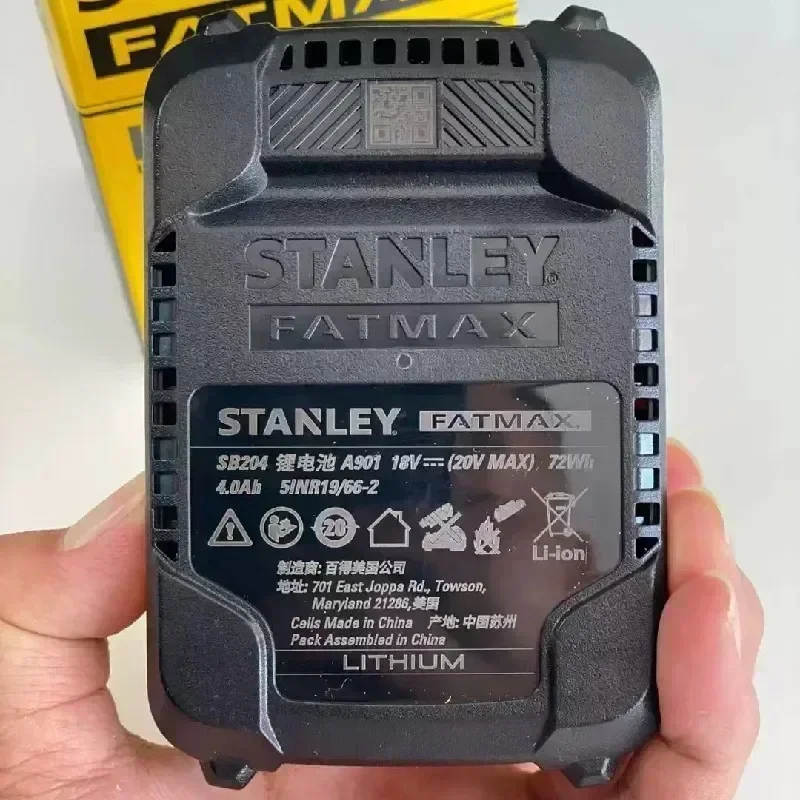 FATMAX
STANLEY
FATMAX
STANLEY FATMAX
SB204 锂电池 A901 18V⎓(20V MAX) 72Wh
4.0Ah 5INR19/66-2
20
Li-ion
制造商: 百得美国公司
地址: 701 East Joppa Rd., Towson,
Maryland 21286,美国
Cells Made in China 产地: 中国苏州
Pack Assembled in China
LITHIUM